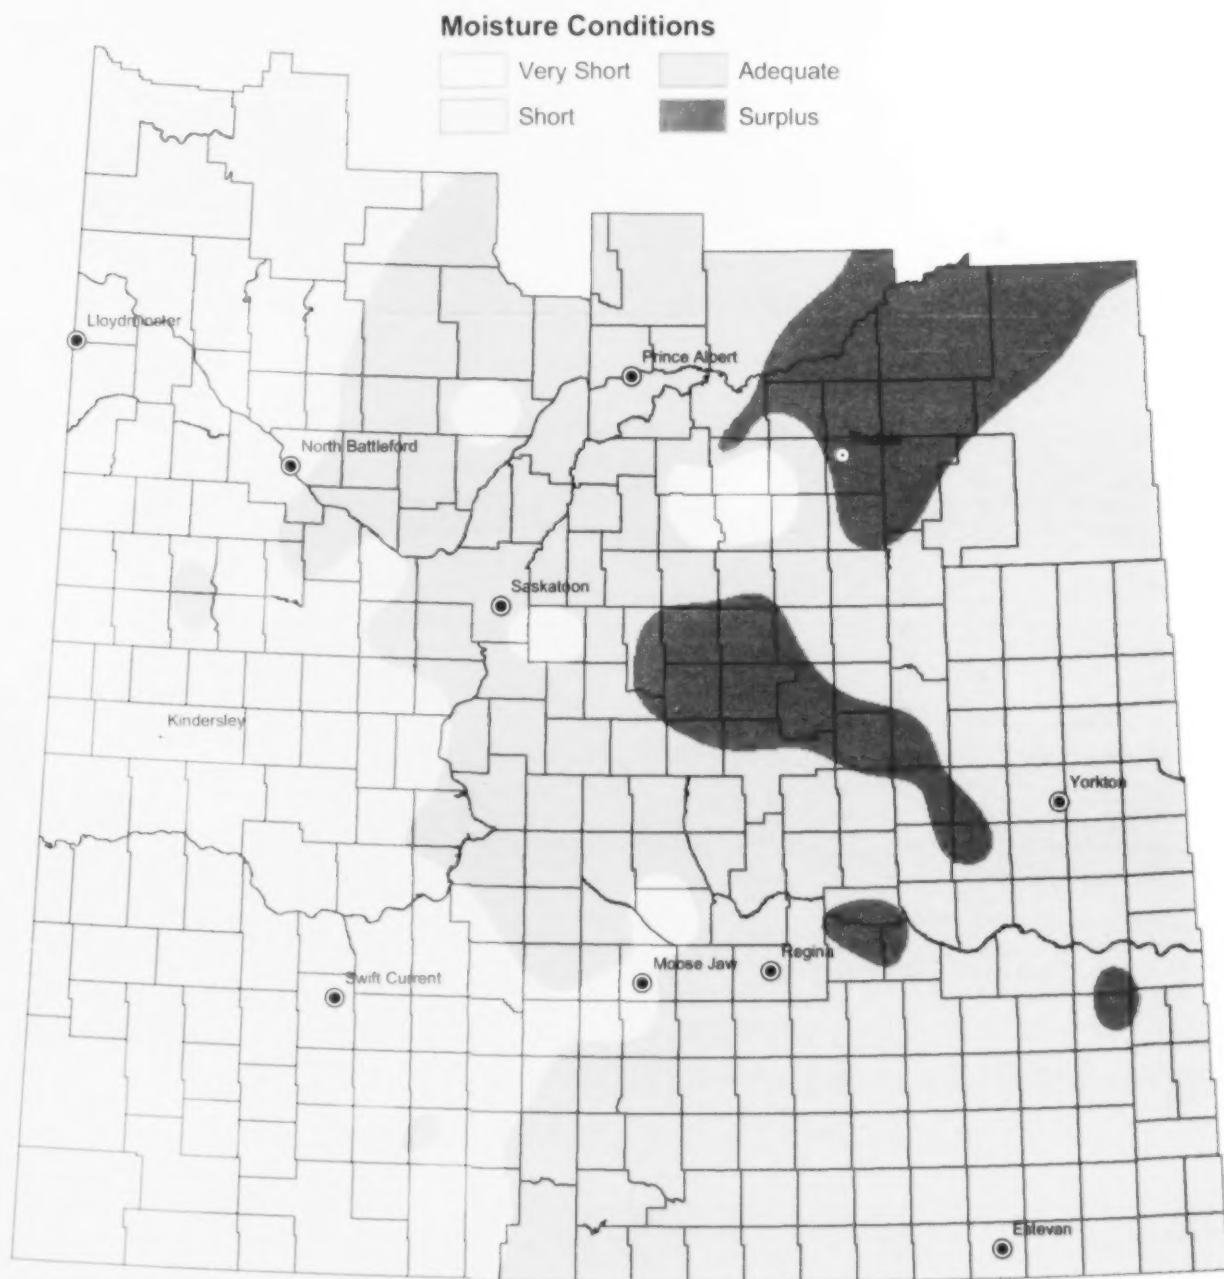 Moisture Conditions
Very Short
Adequate
Short
Surplus
Lloydminster
Prince Albert
North Battleford
Saskatoon
Kindersley
Yorkton
Regina
Moose Jaw
Swift Current
Estevan